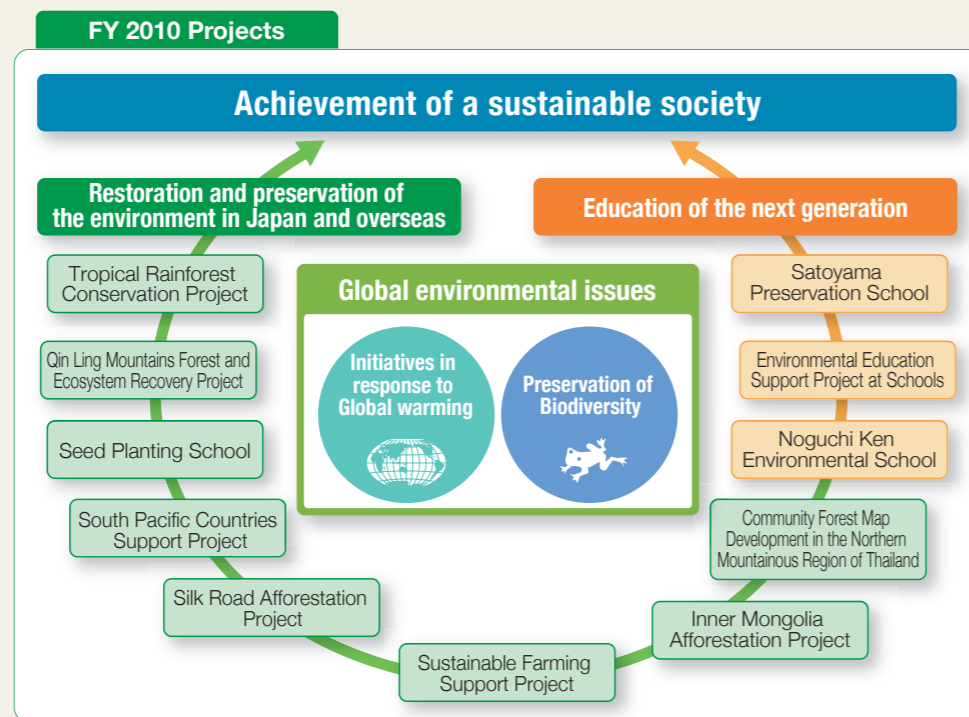 FY 2010 Projects
Achievement of a sustainable society
Restoration and preservation of
the environment in Japan and overseas
Education of the next generation
Tropical Rainforest
Conservation Project
Qin Ling Mountains Forest and
Ecosystem Recovery Project
Seed Planting School
South Pacific Countries
Support Project
Silk Road Afforestation
Project
Sustainable Farming
Support Project
Global environmental issues
Initiatives in
response to
Global warming
Preservation of
Biodiversity
Satoyama
Preservation School
Environmental Education
Support Project at Schools
Noguchi Ken
Environmental School
Community Forest Map
Development in the Northern
Mountainous Region of Thailand
Inner Mongolia
Afforestation Project